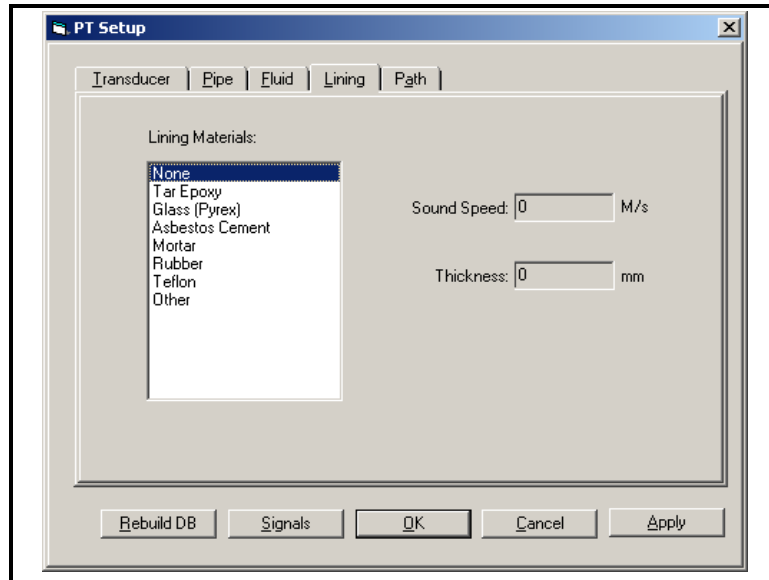 PT Setup
Transducer Pipe Fluid Lining Path
Lining Materials:
None
Tar Epoxy
Glass (Pyrex)
Asbestos Cement
Mortar
Rubber
Teflon
Other
Sound Speed: 0 M/s
Thickness: 0 mm
Rebuild DB Signals OK Cancel Apply